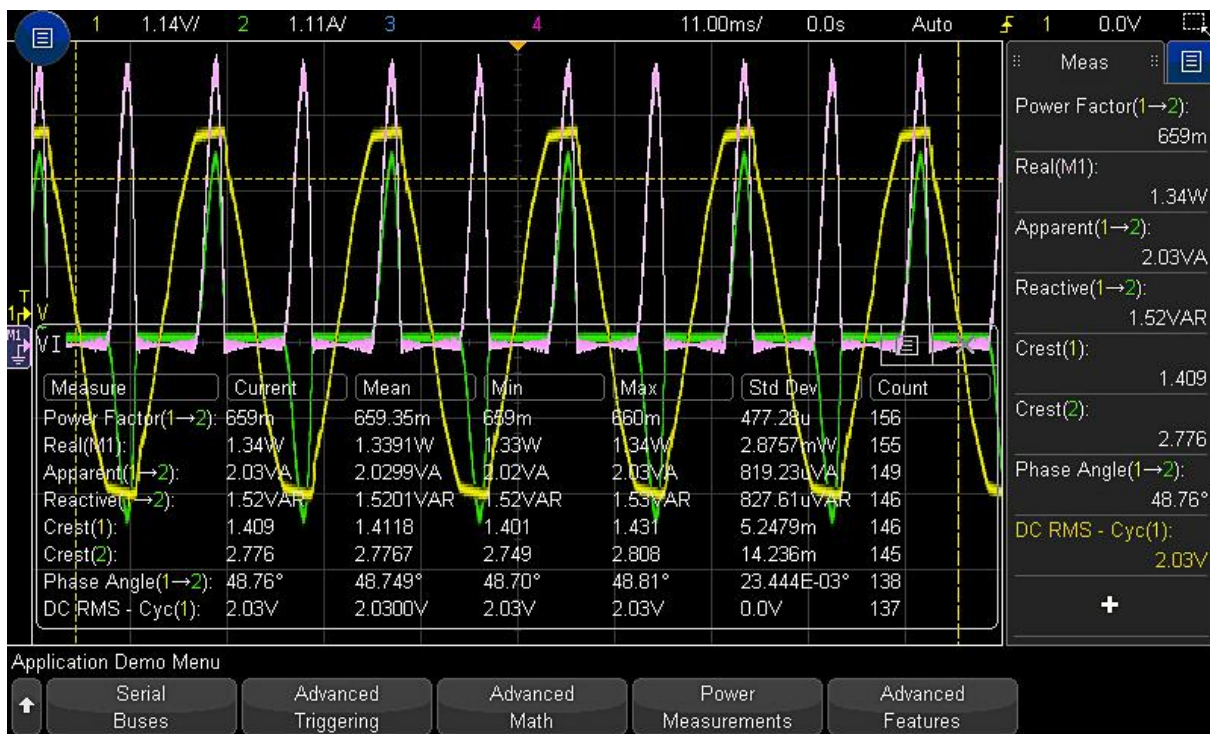 1 1.14V/ 2 1.11A/ 3 4 11.00ms/ 0.0s Auto 1 0.0V
Meas
Power Factor(1→2):
659m
Real(M1):
1.34W
Apparent(1→2):
2.03VA
Reactive(1→2):
1.52VAR
Crest(1):
1.409
Crest(2):
2.776
Phase Angle(1→2):
48.76°
DC RMS - Cyc(1):
2.03V
+
T
1 V
M1 VI
Measure Current Mean Min Max Std Dev Count
Power Factor(1→2): 659m 659.35m 659m 660m 477.28u 156
Real(M1): 1.34W 1.3391W 1.33W 1.34W 2.8757mW 155
Apparent(1→2): 2.03VA 2.0299VA 2.02VA 2.03VA 819.23uVA 149
Reactive(1→2): 1.52VAR 1.5201VAR 1.52VAR 1.53VAR 827.61uVAR 146
Crest(1): 1.409 1.4118 1.401 1.431 5.2479m 146
Crest(2): 2.776 2.7767 2.749 2.808 14.236m 145
Phase Angle(1→2): 48.76° 48.749° 48.70° 48.81° 23.444E-03° 138
DC RMS - Cyc(1): 2.03V 2.0300V 2.03V 2.03V 0.0V 137
Application Demo Menu
Serial
Buses
Advanced
Triggering
Advanced
Math
Power
Measurements
Advanced
Features